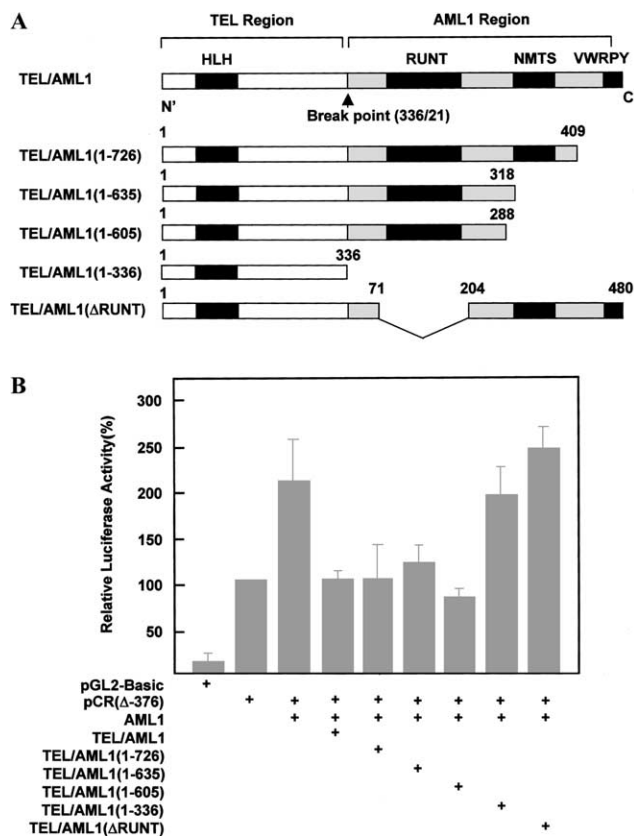 A
TEL Region AML1 Region
HLH RUNT NMTS VWRPY
TEL/AML1
N' C
Break point (336/21)
1 409
TEL/AML1(1-726)
1 318
TEL/AML1(1-635)
1 288
TEL/AML1(1-605)
1 336
TEL/AML1(1-336)
1 71 204 480
TEL/AML1(ΔRUNT)
B
Relative Luciferase Activity(%)
300
250
200
150
100
50
pGL2-Basic +
pCR(Δ-376) + + + + + + + +
AML1 + + + + + + +
TEL/AML1 +
TEL/AML1(1-726) +
TEL/AML1(1-635) +
TEL/AML1(1-605) +
TEL/AML1(1-336) +
TEL/AML1(ΔRUNT) +